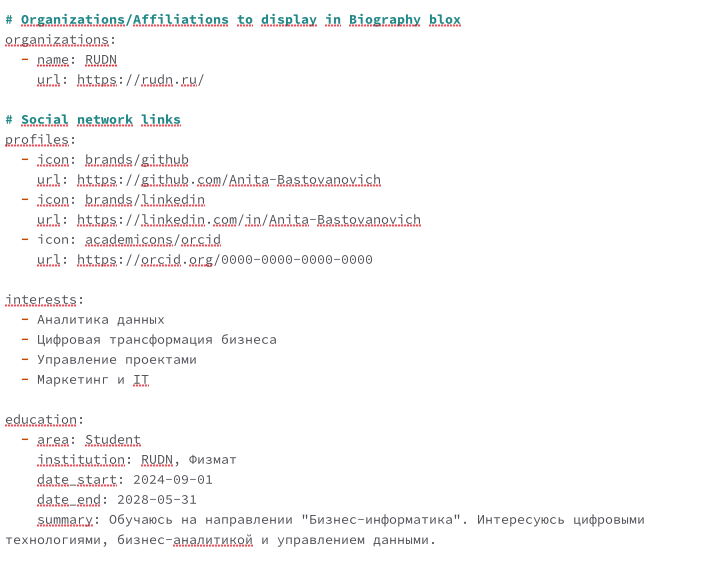 # Organizations/Affiliations to display in Biography blox
organizations:
  - name: RUDN
    url: https://rudn.ru/

# Social network links
profiles:
  - icon: brands/github
    url: https://github.com/Anita-Bastovanovich
  - icon: brands/linkedin
    url: https://linkedin.com/in/Anita-Bastovanovich
  - icon: academicons/orcid
    url: https://orcid.org/0000-0000-0000-0000

interests:
  - Аналитика данных
  - Цифровая трансформация бизнеса
  - Управление проектами
  - Маркетинг и IT

education:
  - area: Student
    institution: RUDN, Физмат
    date_start: 2024-09-01
    date_end: 2028-05-31
    summary: Обучаюсь на направлении "Бизнес-информатика". Интересуюсь цифровыми
технологиями, бизнес-аналитикой и управлением данными.